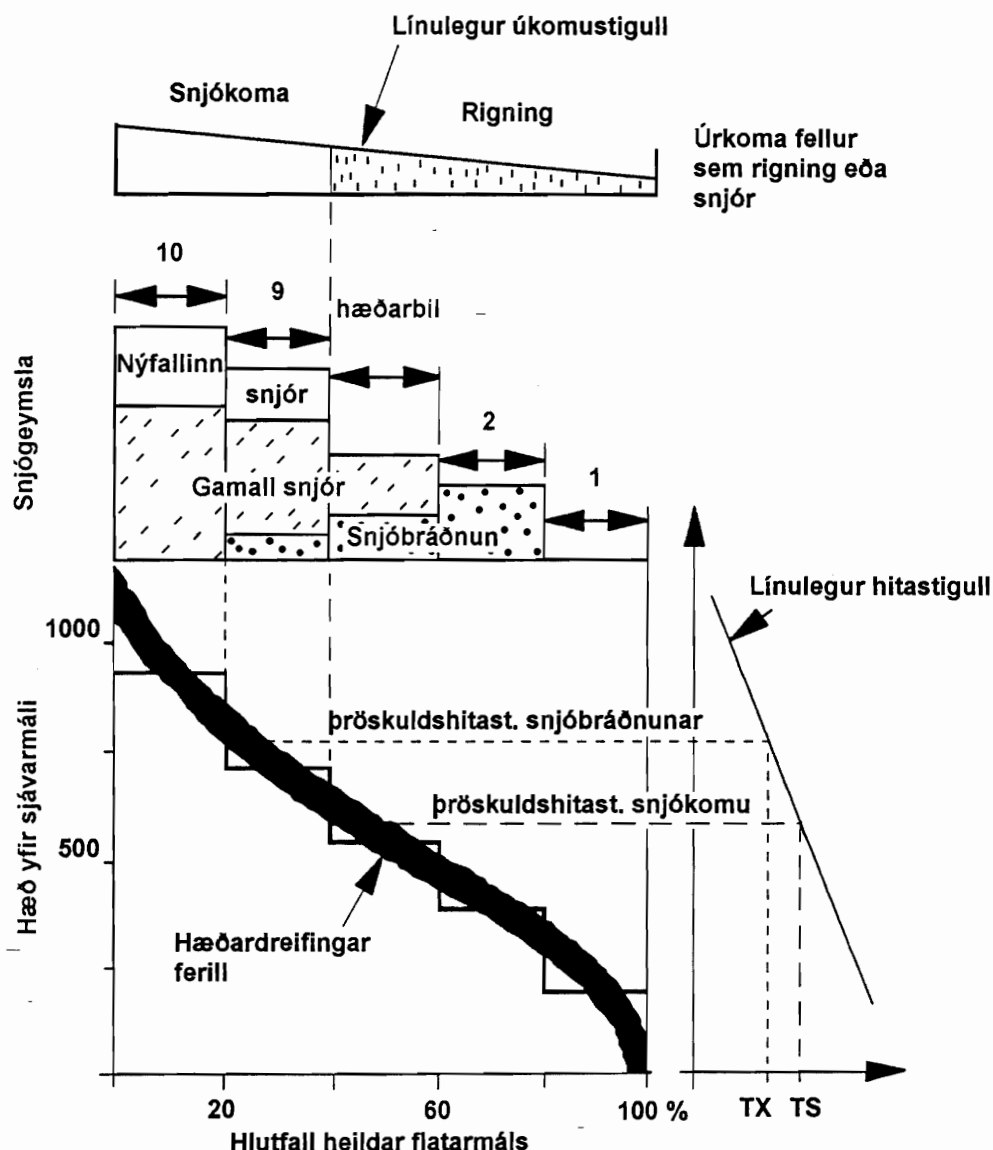 Línulegur úkomustigull
Snjókoma
Rigning
Úrkoma fellur
sem rigning eða
snjór
10
9
hæðarbil
2
1
Nýfallinn
snjór
Gamall snjór
Snjóbráðnun
Snjógeymsla
Línulegur hitastigull
1000
500
Hæð yfir sjávarmáli
þröskuldshitast. snjóbráðnunar
þröskuldshitast. snjókomu
Hæðardreifingar
ferill
20
60
100 %
TX
TS
Hlutfall heildar flatarmáls